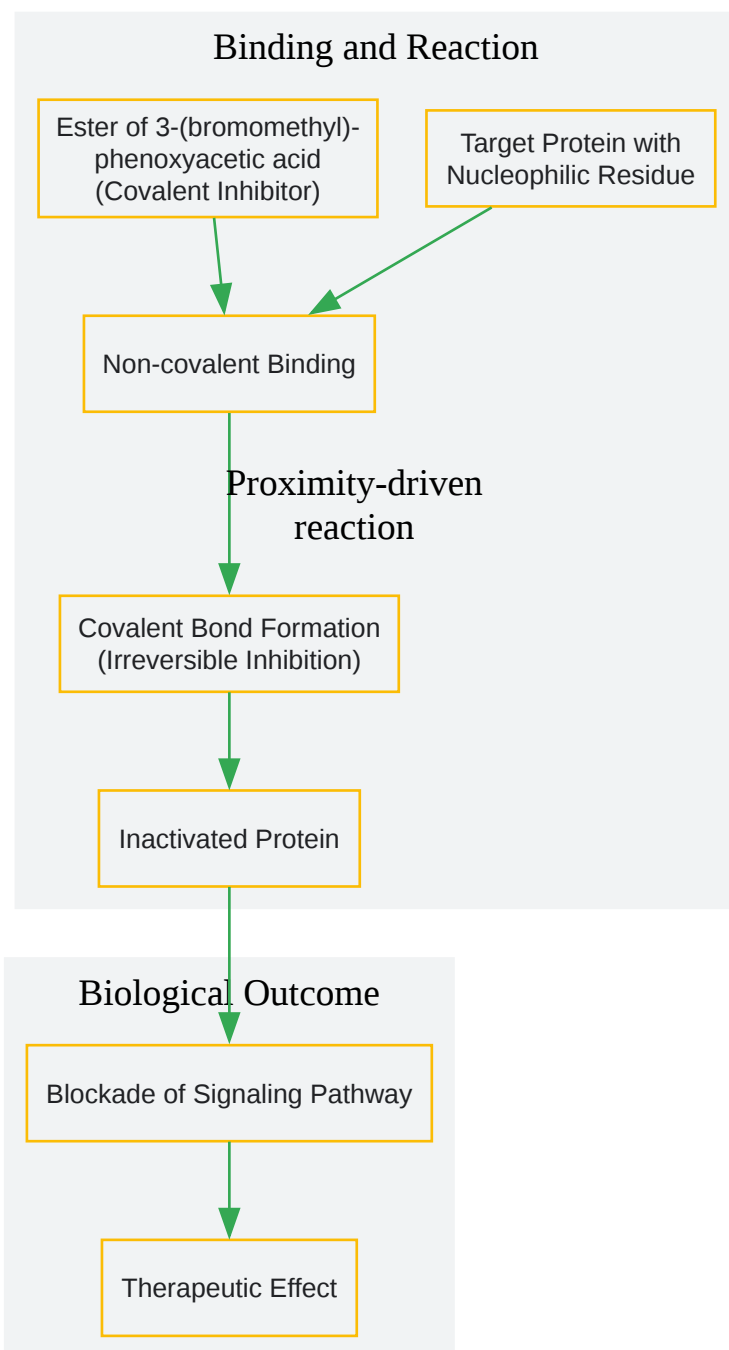 Binding and Reaction
Ester of 3-(bromomethyl)-
phenoxyacetic acid
(Covalent Inhibitor)
Target Protein with
Nucleophilic Residue
Non-covalent Binding
Proximity-driven
reaction
Covalent Bond Formation
(Irreversible Inhibition)
Inactivated Protein
Biological Outcome
Blockade of Signaling Pathway
Therapeutic Effect